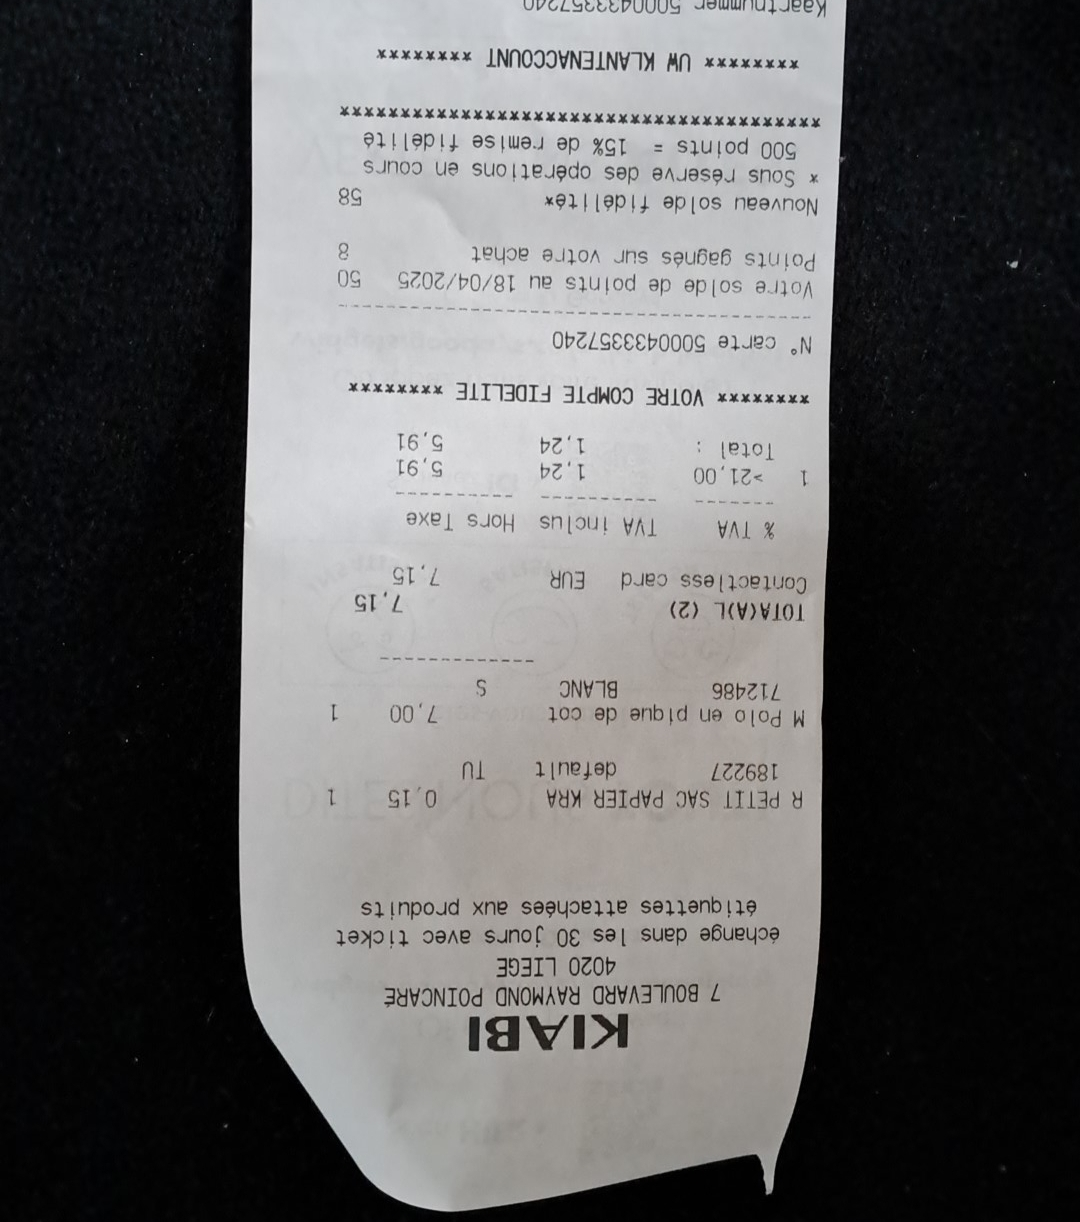 KIABI
7 BOULEVARD RAYMOND POINCARÉ
4020 LIEGE
échange dans les 30 jours avec ticket
étiquettes attachées aux produits
R PETIT SAC PAPIER KRA 0,15 1
189227 default TU
M Polo en pique de cot 7,00 1
712486 BLANC S
-------------
TOTA(A)L (2) 7,15
Contactless card EUR 7,15
% TVA TVA inclus Hors Taxe
------- ---------- ----------
1 >21,00 1,24 5,91
Total : 1,24 5,91
********* VOTRE COMPTE FIDELITE *********
N° carte 5000433357240
-----------------------------------------
Votre solde de points au 18/04/2025 50
Points gagnés sur votre achat 8
Nouveau solde fidélité* 58
* Sous réserve des opérations en cours
500 points = 15% de remise fidélité
******************************************
********* UW KLANTENACCOUNT *********
Kaartnummer 5000433357240